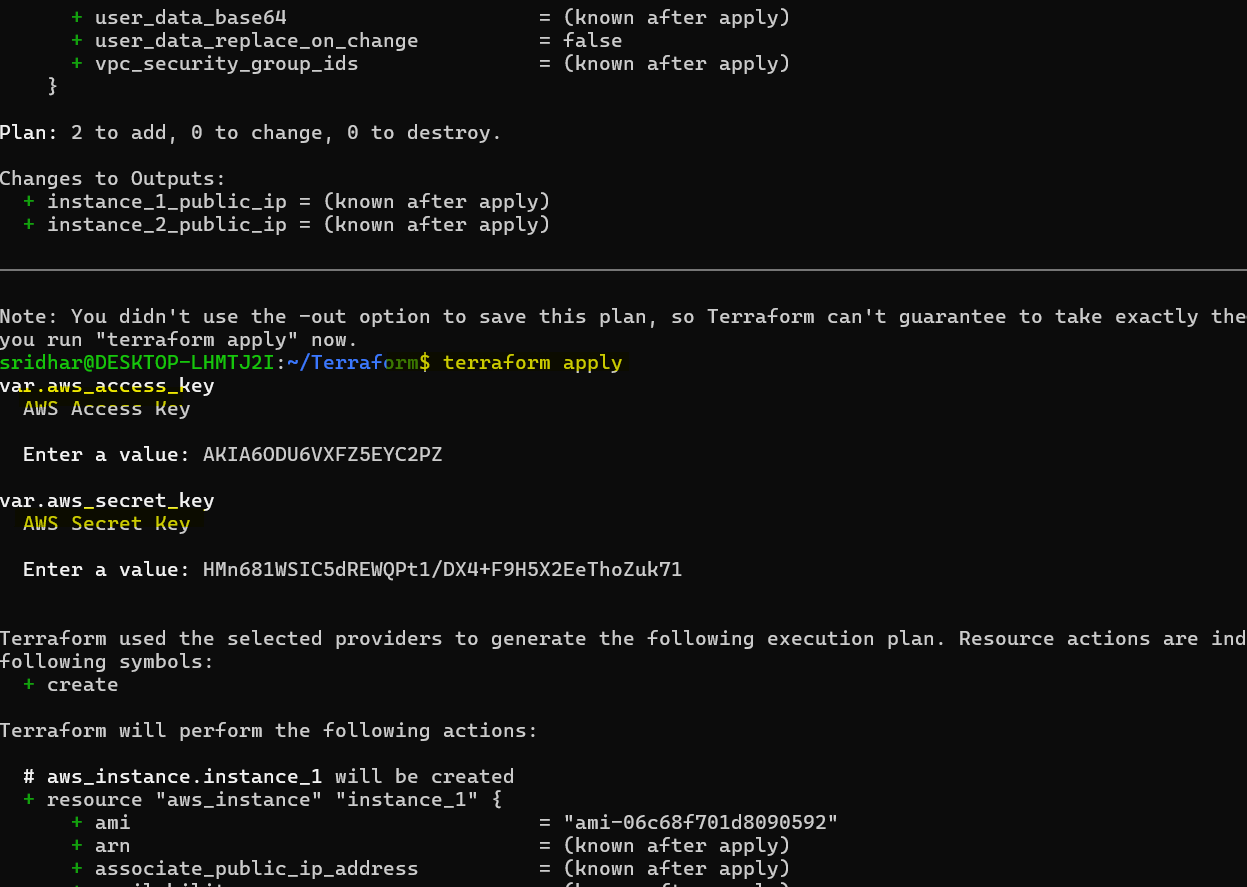 + user_data_base64 = (known after apply)
+ user_data_replace_on_change = false
+ vpc_security_group_ids = (known after apply)
}
Plan: 2 to add, 0 to change, 0 to destroy.
Changes to Outputs:
+ instance_1_public_ip = (known after apply)
+ instance_2_public_ip = (known after apply)
Note: You didn't use the -out option to save this plan, so Terraform can't guarantee to take exactly the
you run "terraform apply" now.
sridhar@DESKTOP-LHMTJ2I:~/Terraform$ terraform apply
var.aws_access_key
AWS Access Key
Enter a value: AKIA6ODU6VXFZ5EYC2PZ
var.aws_secret_key
AWS Secret Key
Enter a value: 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
Terraform used the selected providers to generate the following execution plan. Resource actions are ind
following symbols:
+ create
Terraform will perform the following actions:
# aws_instance.instance_1 will be created
+ resource "aws_instance" "instance_1" {
+ ami = "ami-06c68f701d8090592"
+ arn = (known after apply)
+ associate_public_ip_address = (known after apply)